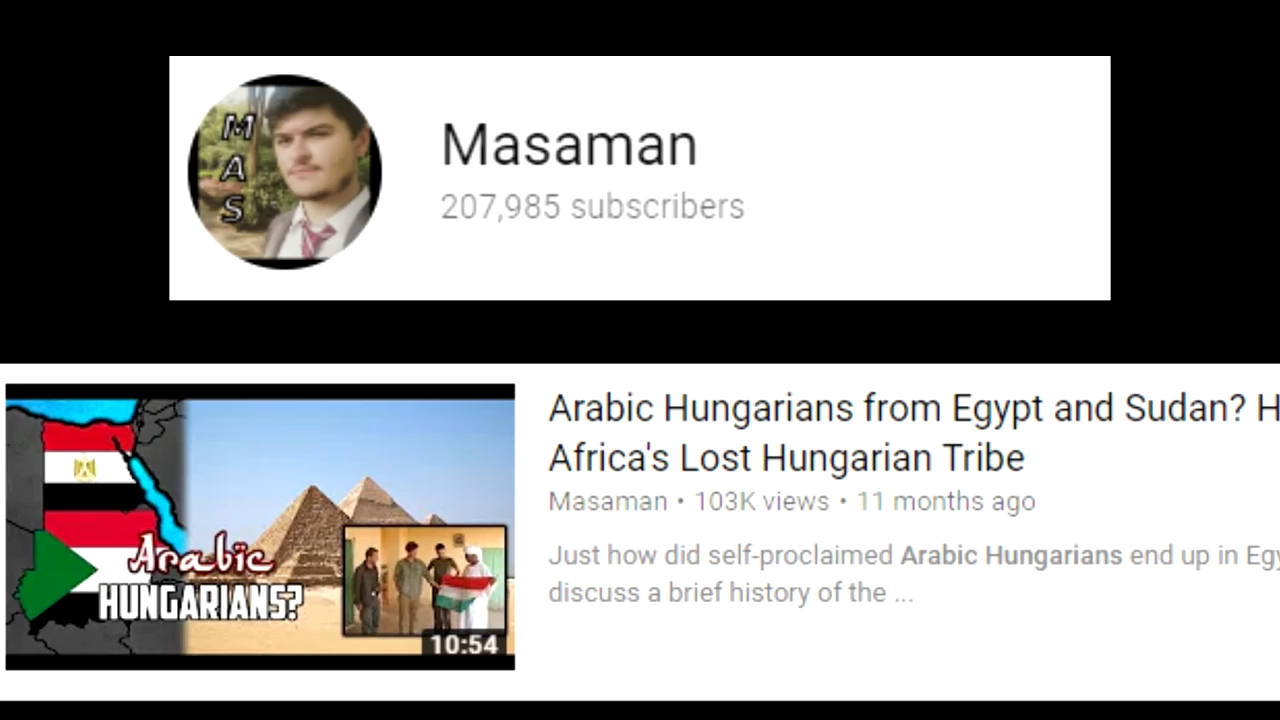 M
A
S
Masaman
207,985 subscribers
Arabic Hungarians from Egypt and Sudan? H
Africa's Lost Hungarian Tribe
Masaman • 103K views • 11 months ago
Just how did self-proclaimed Arabic Hungarians end up in Egy
discuss a brief history of the ...
Arabïc
HUNGARIANS?
10:54